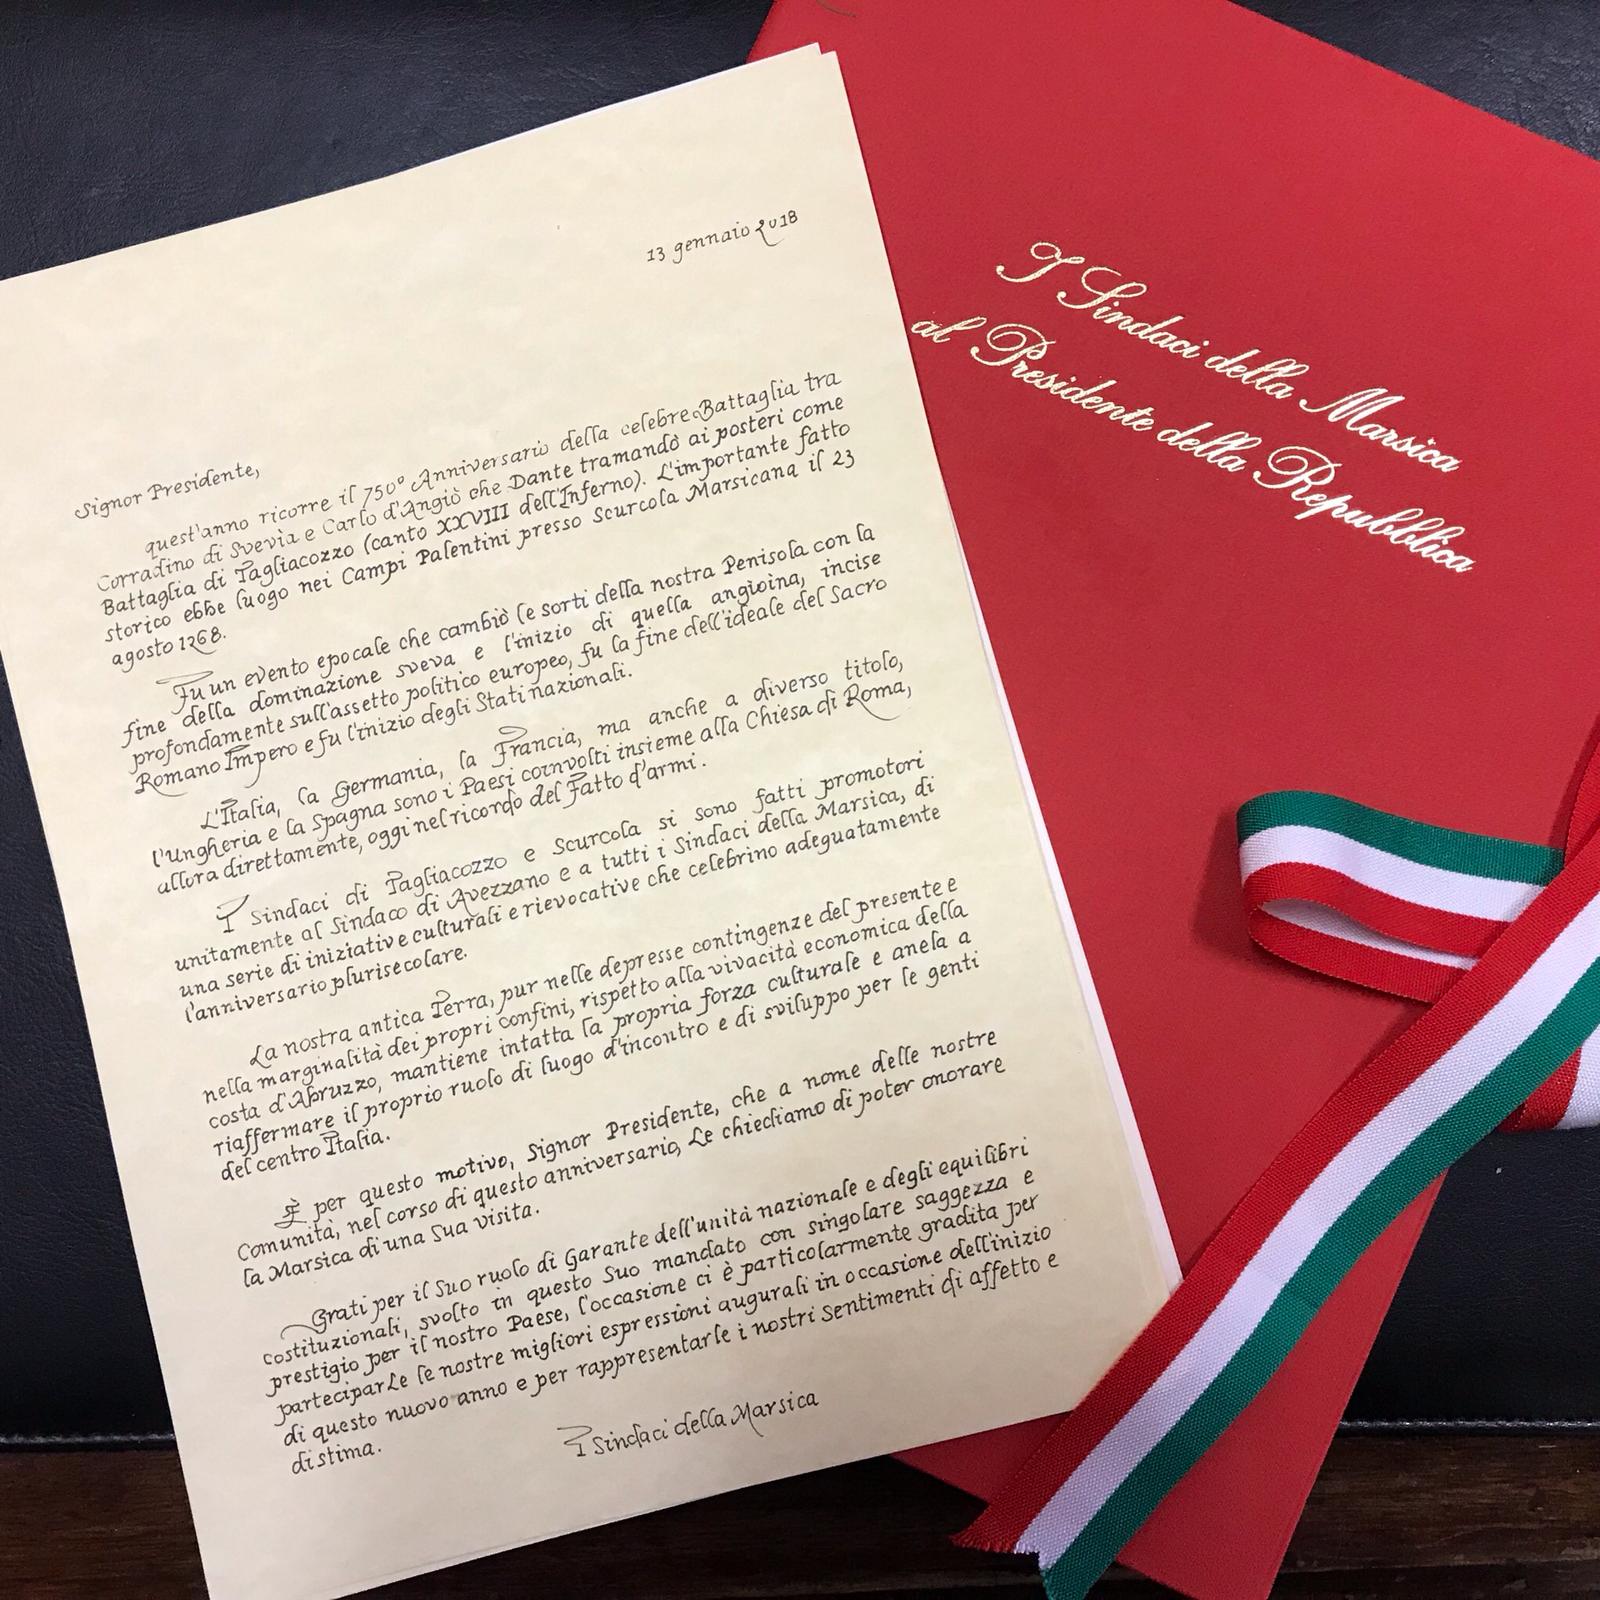 13 gennaio 2018
Signor Presidente,
quest'anno ricorre il 750° Anniversario della celebre Battaglia tra
Corradino di Svevia e Carlo d'Angiò che Dante tramandò ai posteri come
Battaglia di Tagliacozzo (canto XXVIII dell'Inferno). L'importante fatto
storico ebbe luogo nei Campi Palentini presso Scurcola Marsicana il 23
agosto 1268.
Fu un evento epocale che cambiò le sorti della nostra Penisola con la
fine della dominazione sveva e l'inizio di quella angioina, incise
profondamente sull'assetto politico europeo, fu la fine dell'ideale del Sacro
Romano Impero e fu l'inizio degli Stati nazionali.
L'Italia, la Germania, la Francia, ma anche a diverso titolo,
l'Ungheria e la Spagna sono i Paesi coinvolti insieme alla Chiesa di Roma,
allora direttamente, oggi nel ricordo del Fatto d'armi.
I Sindaci di Tagliacozzo e Scurcola si sono fatti promotori
unitamente al Sindaco di Avezzano e a tutti i Sindaci della Marsica, di
una serie di iniziative culturali e rievocative che celebrino adeguatamente
l'anniversario plurisecolare.
La nostra antica Terra, pur nelle depresse contingenze del presente e
nella marginalità dei propri confini, rispetto alla vivacità economica della
costa d'Abruzzo, mantiene intatta la propria forza culturale e anela a
riaffermare il proprio ruolo di luogo d'incontro e di sviluppo per le genti
del centro Italia.
È per questo motivo, Signor Presidente, che a nome delle nostre
Comunità, nel corso di questo anniversario, Le chiediamo di poter onorare
la Marsica di una Sua visita.
Grati per il Suo ruolo di Garante dell'unità nazionale e degli equilibri
costituzionali, svolto in questo Suo mandato con singolare saggezza e
prestigio per il nostro Paese, l'occasione ci è particolarmente gradita per
parteciparLe le nostre migliori espressioni augurali in occasione dell'inizio
di questo nuovo anno e per rappresentarle i nostri sentimenti di affetto e
di stima.
I Sindaci della Marsica
I Sindaci della Marsica
al Presidente della Repubblica